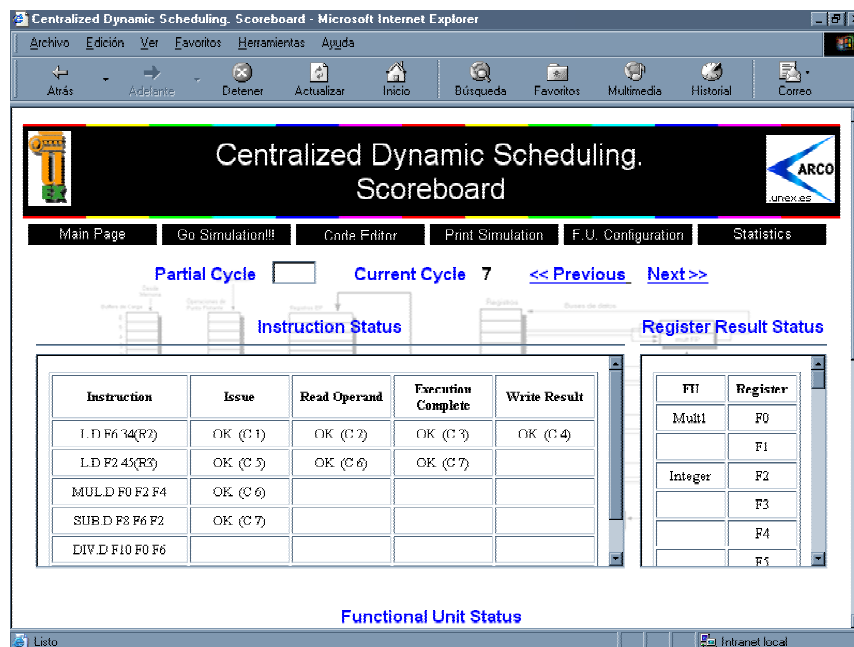 Centralized Dynamic Scheduling. Scoreboard - Microsoft Internet Explorer
Archivo Edición Ver Favoritos Herramientas Ayuda
Atrás Adelante Detener Actualizar Inicio Búsqueda Favoritos Multimedia Historial Correo
Centralized Dynamic Scheduling.
Scoreboard
UEX
ARCO
.unex.es
Main Page Go Simulation!!! Code Editor Print Simulation F.U. Configuration Statistics
Partial Cycle Current Cycle 7 << Previous Next >>
Instruction Status Register Result Status
Instruction Issue Read Operand Execution Complete Write Result
L.D F6 34(R2) OK (C 1) OK (C 2) OK (C 3) OK (C 4)
L.D F2 45(R3) OK (C 5) OK (C 6) OK (C 7)
MUL.D F0 F2 F4 OK (C 6)
SUB.D F8 F6 F2 OK (C 7)
DIV.D F10 F0 F6
FU Register
Mult1 F0
F1
Integer F2
F3
F4
F5
Functional Unit Status
Listo Intranet local